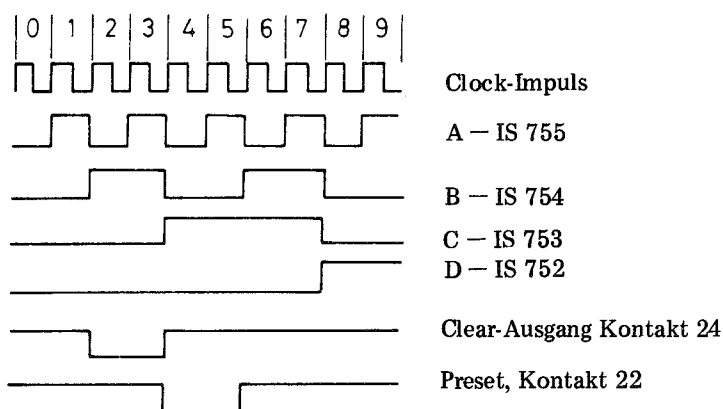 0 1 2 3 4 5 6 7 8 9
Clock-Impuls
A — IS 755
B — IS 754
C — IS 753
D — IS 752
Clear-Ausgang Kontakt 24
Preset, Kontakt 22